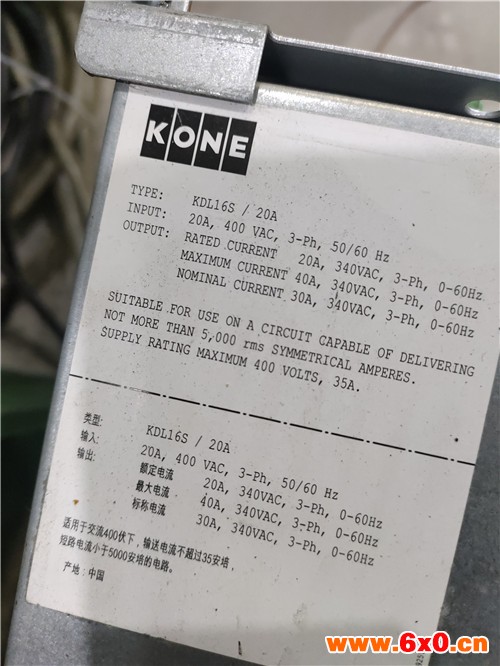 KONE
TYPE: KDL16S / 20A
INPUT: 20A, 400 VAC, 3-Ph, 50/60 Hz
OUTPUT: RATED CURRENT 20A, 340VAC, 3-Ph, 0-60Hz
MAXIMUM CURRENT 40A, 340VAC, 3-Ph, 0-60Hz
NOMINAL CURRENT 30A, 340VAC, 3-Ph, 0-60Hz
SUITABLE FOR USE ON A CIRCUIT CAPABLE OF DELIVERING
NOT MORE THAN 5,000 rms SYMMETRICAL AMPERES.
SUPPLY RATING MAXIMUM 400 VOLTS, 35A.
类型: KDL16S / 20A
输入: 20A, 400 VAC, 3-Ph, 50/60 Hz
输出: 额定电流 20A, 340VAC, 3-Ph, 0-60Hz
最大电流 40A, 340VAC, 3-Ph, 0-60Hz
标称电流 30A, 340VAC, 3-Ph, 0-60Hz
适用于交流400伏下, 输送电流不超过35安培,
短路电流小于5000安培的电路。
产地: 中国
www.6x0.cn